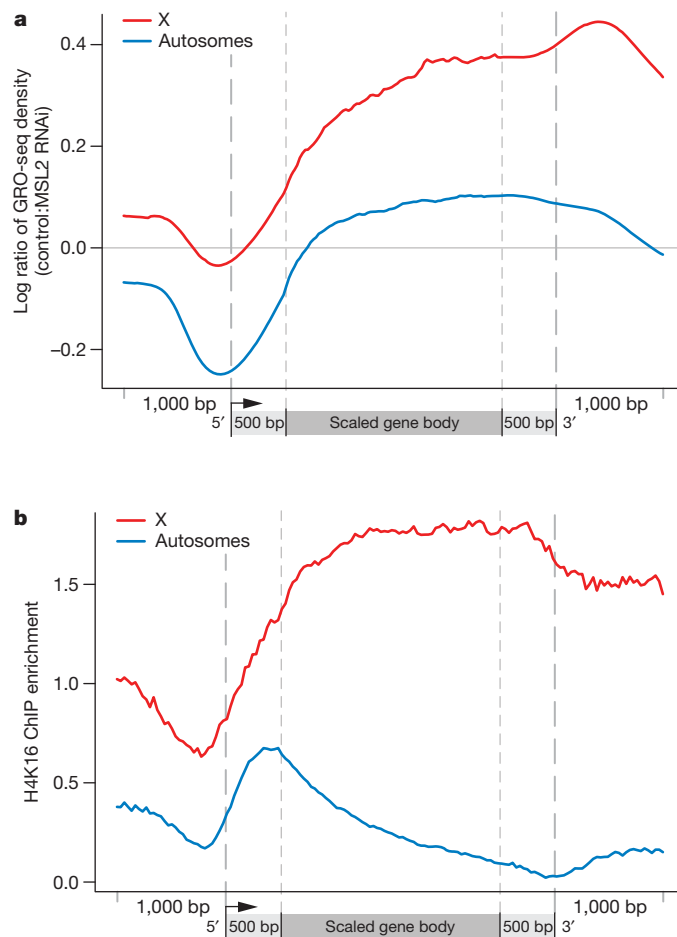 a
X
Autosomes
Log ratio of GRO-seq density
(control:MSL2 RNAi)
0.4
0.2
0.0
−0.2
1,000 bp
1,000 bp
5′
500 bp
Scaled gene body
500 bp
3′
b
X
Autosomes
H4K16 ChIP enrichment
1.5
1.0
0.5
0.0
1,000 bp
1,000 bp
5′
500 bp
Scaled gene body
500 bp
3′